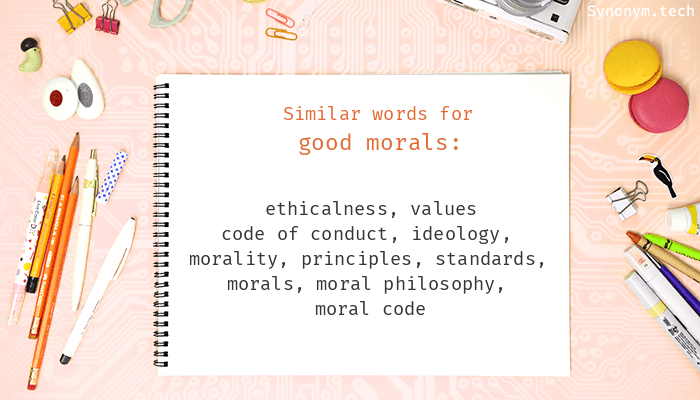 Synonym.tech
Similar words for
good morals:
ethicalness, values
code of conduct, ideology,
morality, principles, standards,
morals, moral philosophy,
moral code